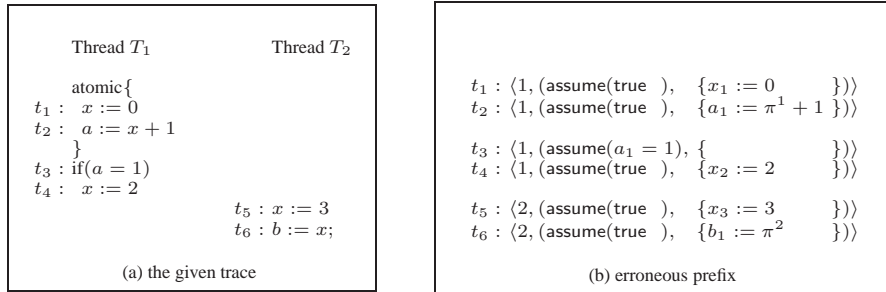 Thread T1 Thread T2
atomic{
t1 : x := 0
t2 : a := x + 1
}
t3 : if(a = 1)
t4 : x := 2
t5 : x := 3
t6 : b := x;
(a) the given trace
t1 : ⟨1, (assume(true ), {x1 := 0 })⟩
t2 : ⟨1, (assume(true ), {a1 := π¹ + 1 })⟩
t3 : ⟨1, (assume(a1 = 1), { })⟩
t4 : ⟨1, (assume(true ), {x2 := 2 })⟩
t5 : ⟨2, (assume(true ), {x3 := 3 })⟩
t6 : ⟨2, (assume(true ), {b1 := π² })⟩
(b) erroneous prefix